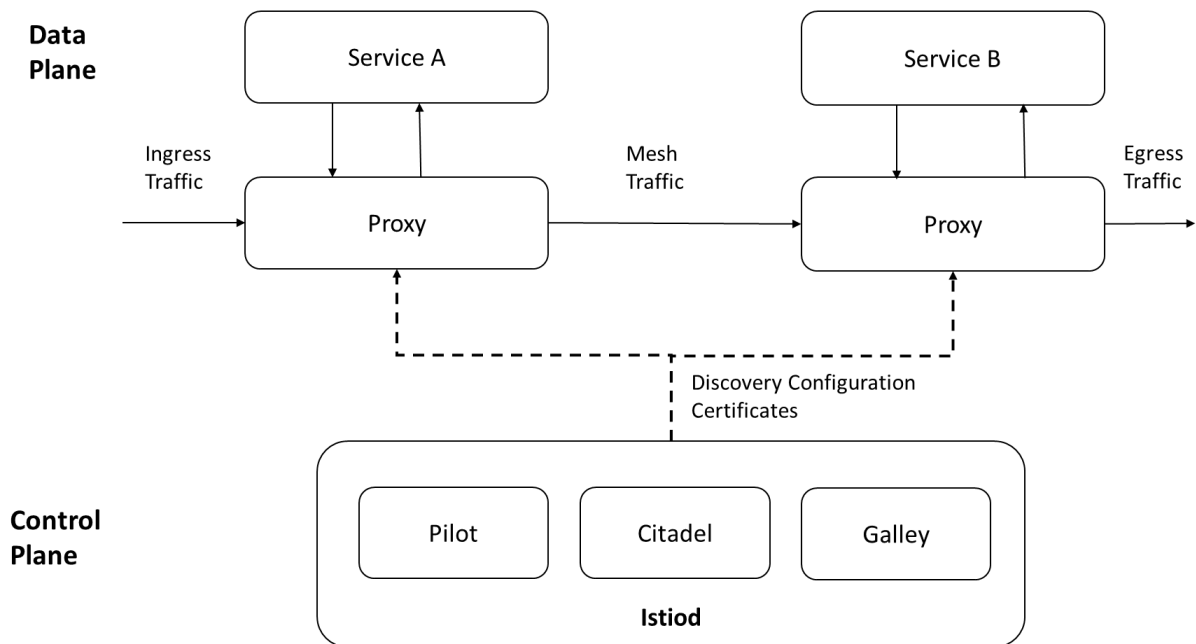 Data
Plane
Service A
Service B
Ingress
Traffic
Mesh
Traffic
Egress
Traffic
Proxy
Proxy
Discovery Configuration
Certificates
Control
Plane
Pilot
Citadel
Galley
Istiod